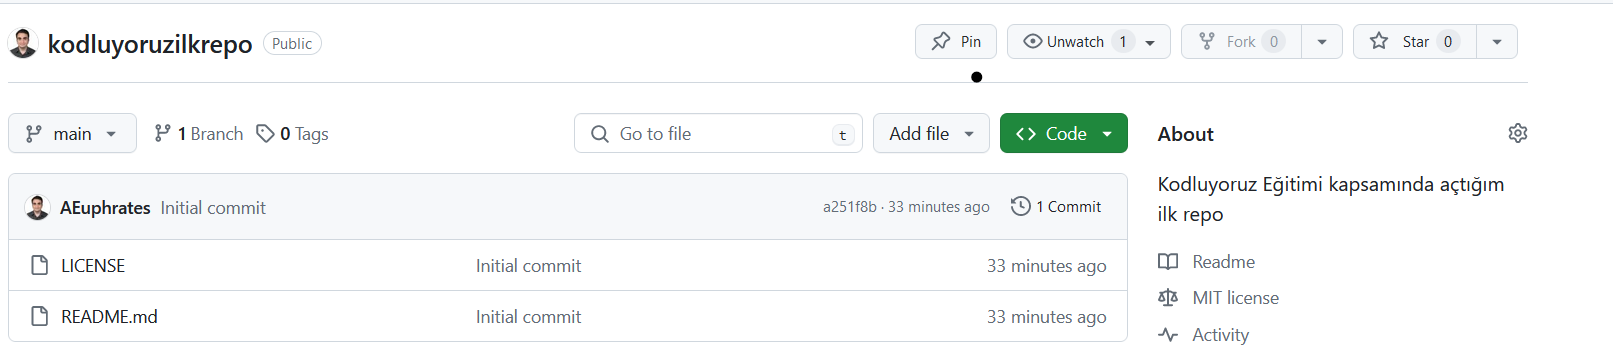 kodluyoruzilkrepo Public Pin Unwatch 1 Fork 0 Star 0
main 1 Branch 0 Tags Go to file t Add file Code
AEuphrates Initial commit a251f8b · 33 minutes ago 1 Commit
LICENSE Initial commit 33 minutes ago
README.md Initial commit 33 minutes ago
About
Kodluyoruz Eğitimi kapsamında açtığım
ilk repo
Readme
MIT license
Activity